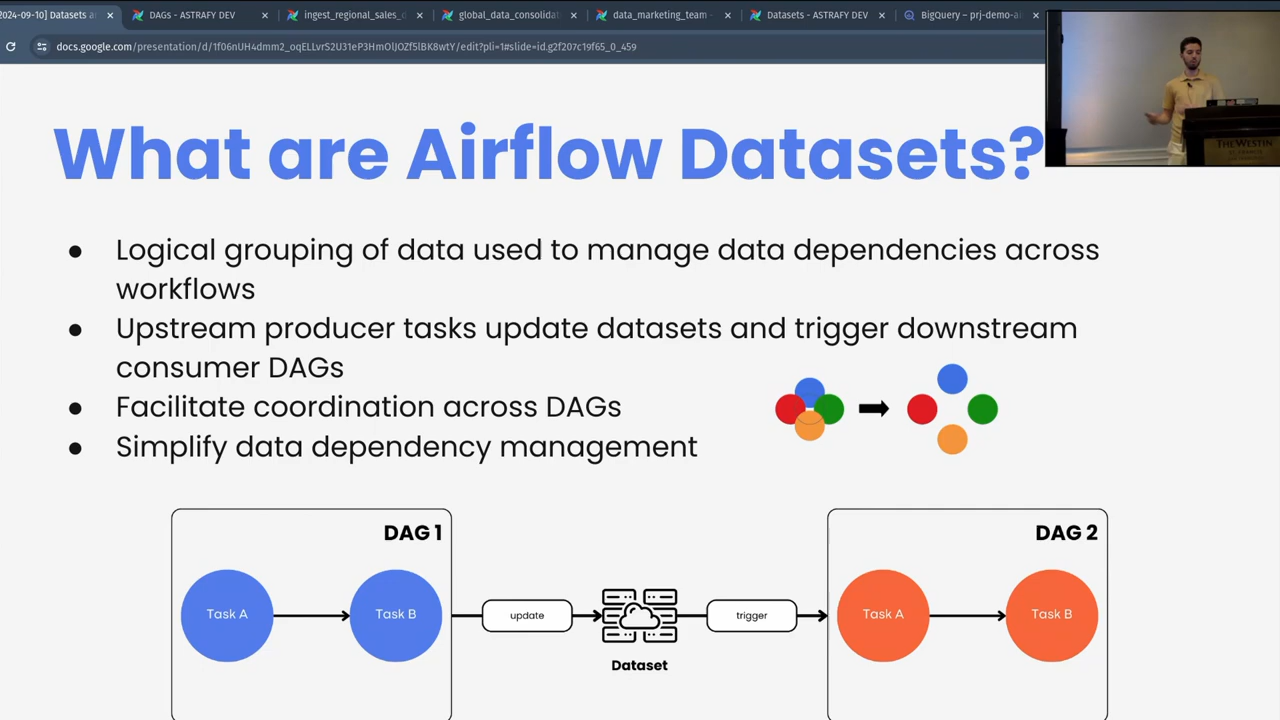 2024-09-10] Datasets a
DAGs - ASTRAFY DEV
ingest_regional_sales_
global_data_consolida
data_marketing_team -
Datasets - ASTRAFY DEV
BigQuery – prj-demo-a
docs.google.com/presentation/d/1f06nUH4dmm2_oqELLvrS2U31eP3HmOljOZf5lBK8wtY/edit?pli=1#slide=id.g2f207c19f65_0_459
What are Airflow Datasets?
THE WESTIN
● Logical grouping of data used to manage data dependencies across
workflows
● Upstream producer tasks update datasets and trigger downstream
consumer DAGs
● Facilitate coordination across DAGs
● Simplify data dependency management
DAG 1
Task A
Task B
update
Dataset
trigger
DAG 2
Task A
Task B